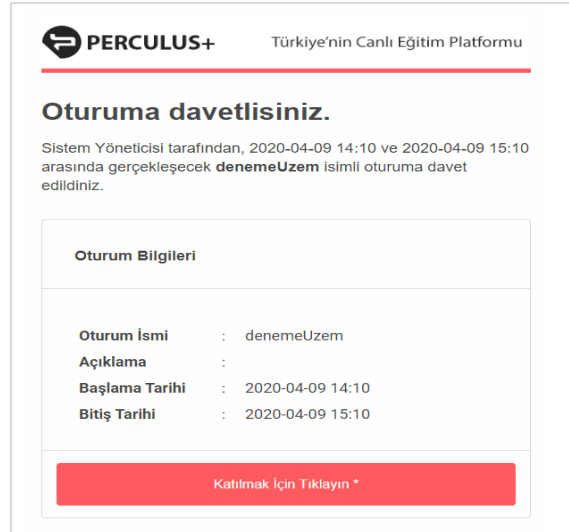 PERCULUS+ Türkiye'nin Canlı Eğitim Platformu
Oturuma davetlisiniz.
Sistem Yöneticisi tarafından, 2020-04-09 14:10 ve 2020-04-09 15:10
arasında gerçekleşecek denemeUzem isimli oturuma davet
edildiniz.
Oturum Bilgileri
Oturum İsmi : denemeUzem
Açıklama :
Başlama Tarihi : 2020-04-09 14:10
Bitiş Tarihi : 2020-04-09 15:10
Katılmak İçin Tıklayın *